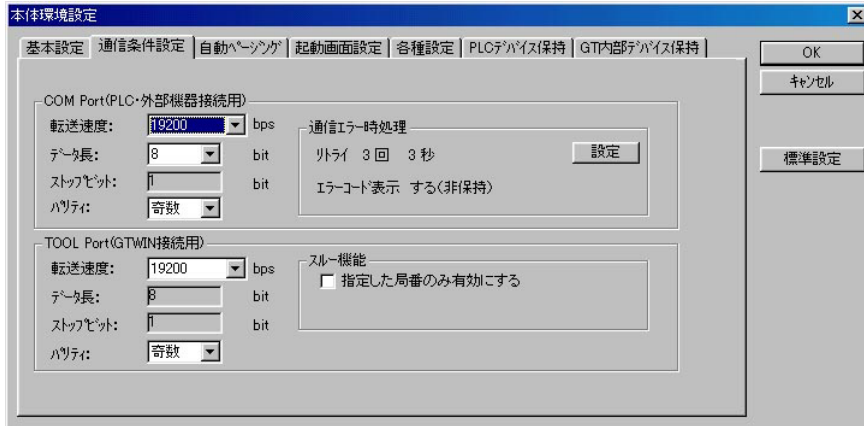 本体環境設定
基本設定 通信条件設定 自動ページング 起動画面設定 各種設定 PLCデバイス保持 GT内部デバイス保持
OK
キャンセル
標準設定
COM Port(PLC・外部機器接続用)
転送速度: 19200 bps
データ長: 8 bit
ストップビット: 1 bit
パリティ: 奇数
通信エラー時処理
リトライ 3 回 3 秒
設定
エラーコード表示 する(非保持)
TOOL Port(GTWIN接続用)
転送速度: 19200 bps
データ長: 8 bit
ストップビット: 1 bit
パリティ: 奇数
スルー機能
指定した局番のみ有効にする